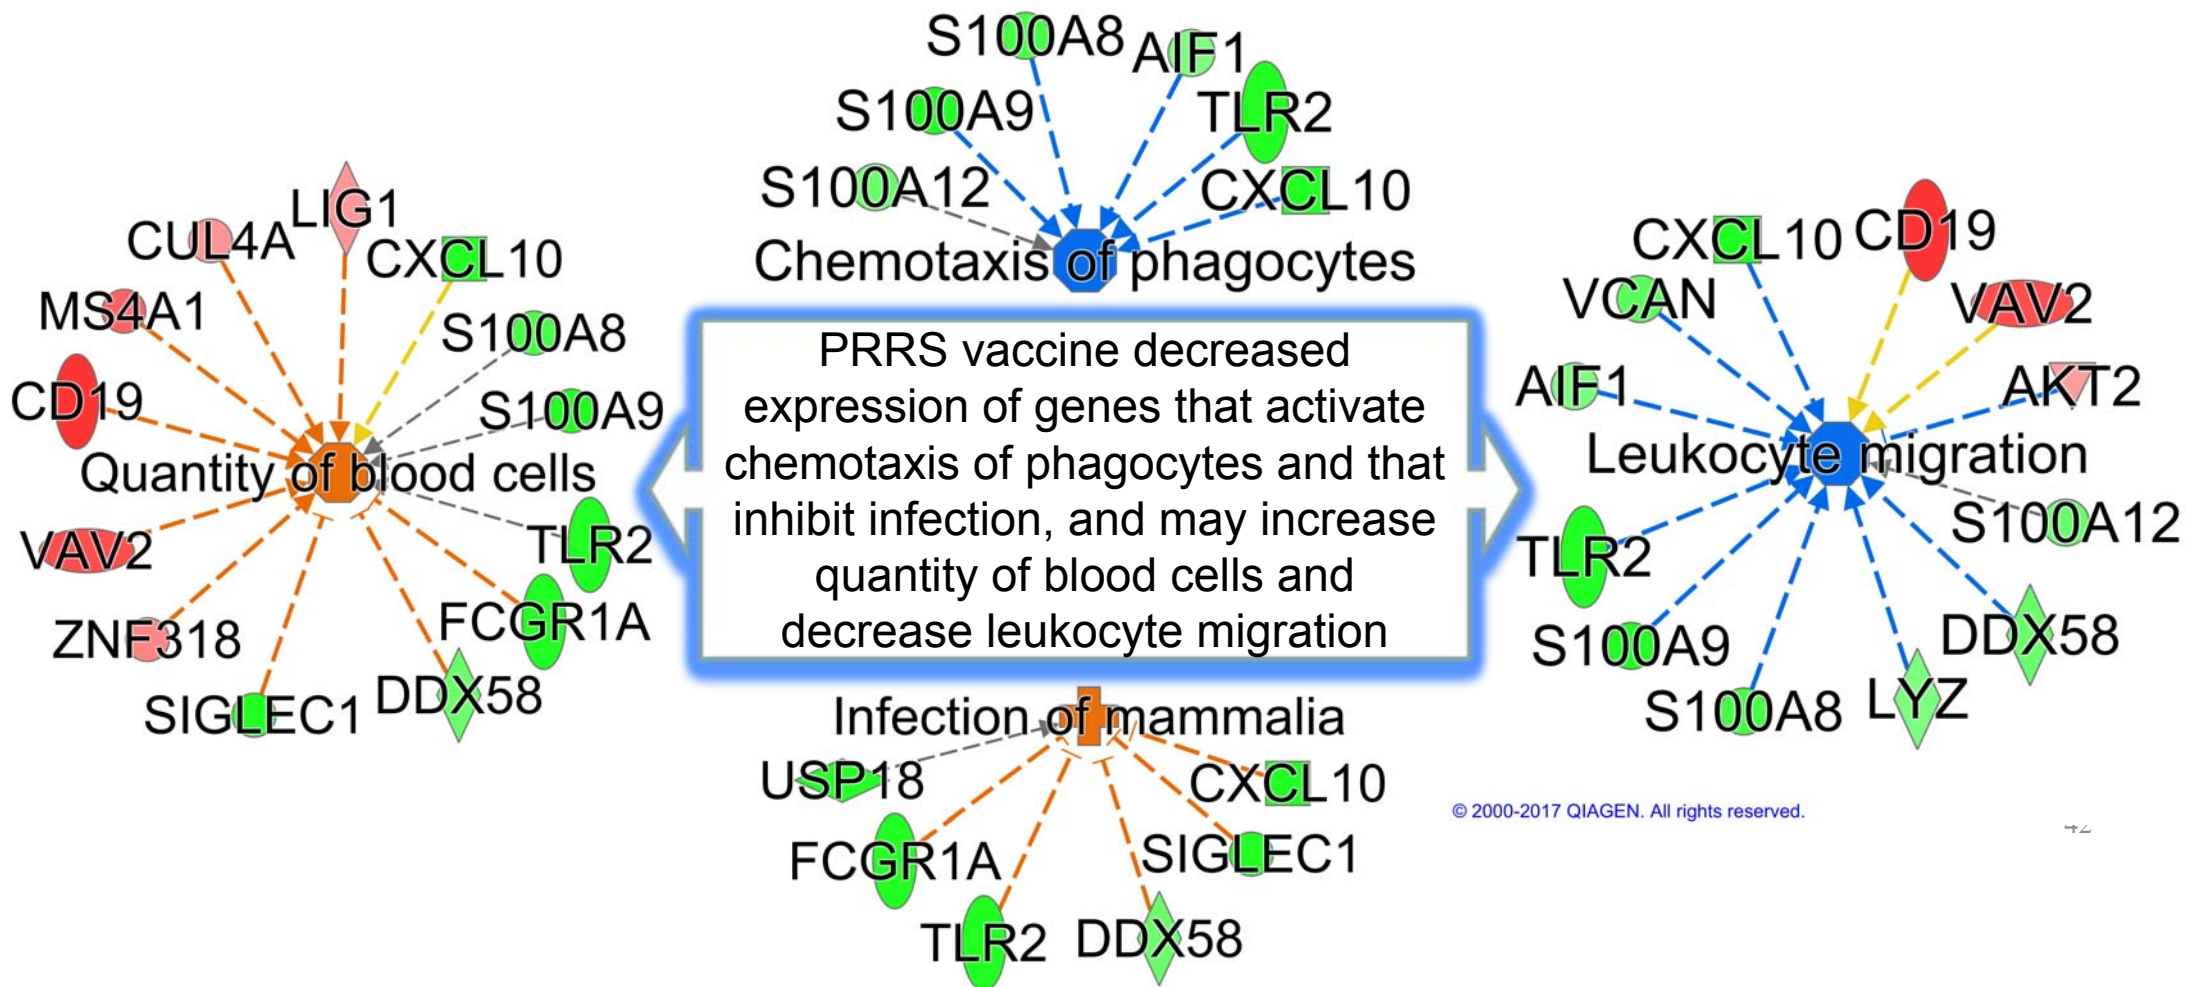 S100A8
AIF1
S100A9
TLR2
S100A12
CXCL10
Chemotaxis of phagocytes
LIG1
CUL4A
CXCL10
MS4A1
S100A8
CD19
S100A9
Quantity of blood cells
VAV2
TLR2
ZNF318
FCGR1A
SIGLEC1
DDX58
PRRS vaccine decreased
expression of genes that activate
chemotaxis of phagocytes and that
inhibit infection, and may increase
quantity of blood cells and
decrease leukocyte migration
CXCL10
CD19
VCAN
VAV2
AIF1
AKT2
Leukocyte migration
S100A12
TLR2
S100A9
DDX58
S100A8
LYZ
Infection of mammalia
USP18
CXCL10
FCGR1A
SIGLEC1
TLR2
DDX58
© 2000-2017 QIAGEN. All rights reserved.